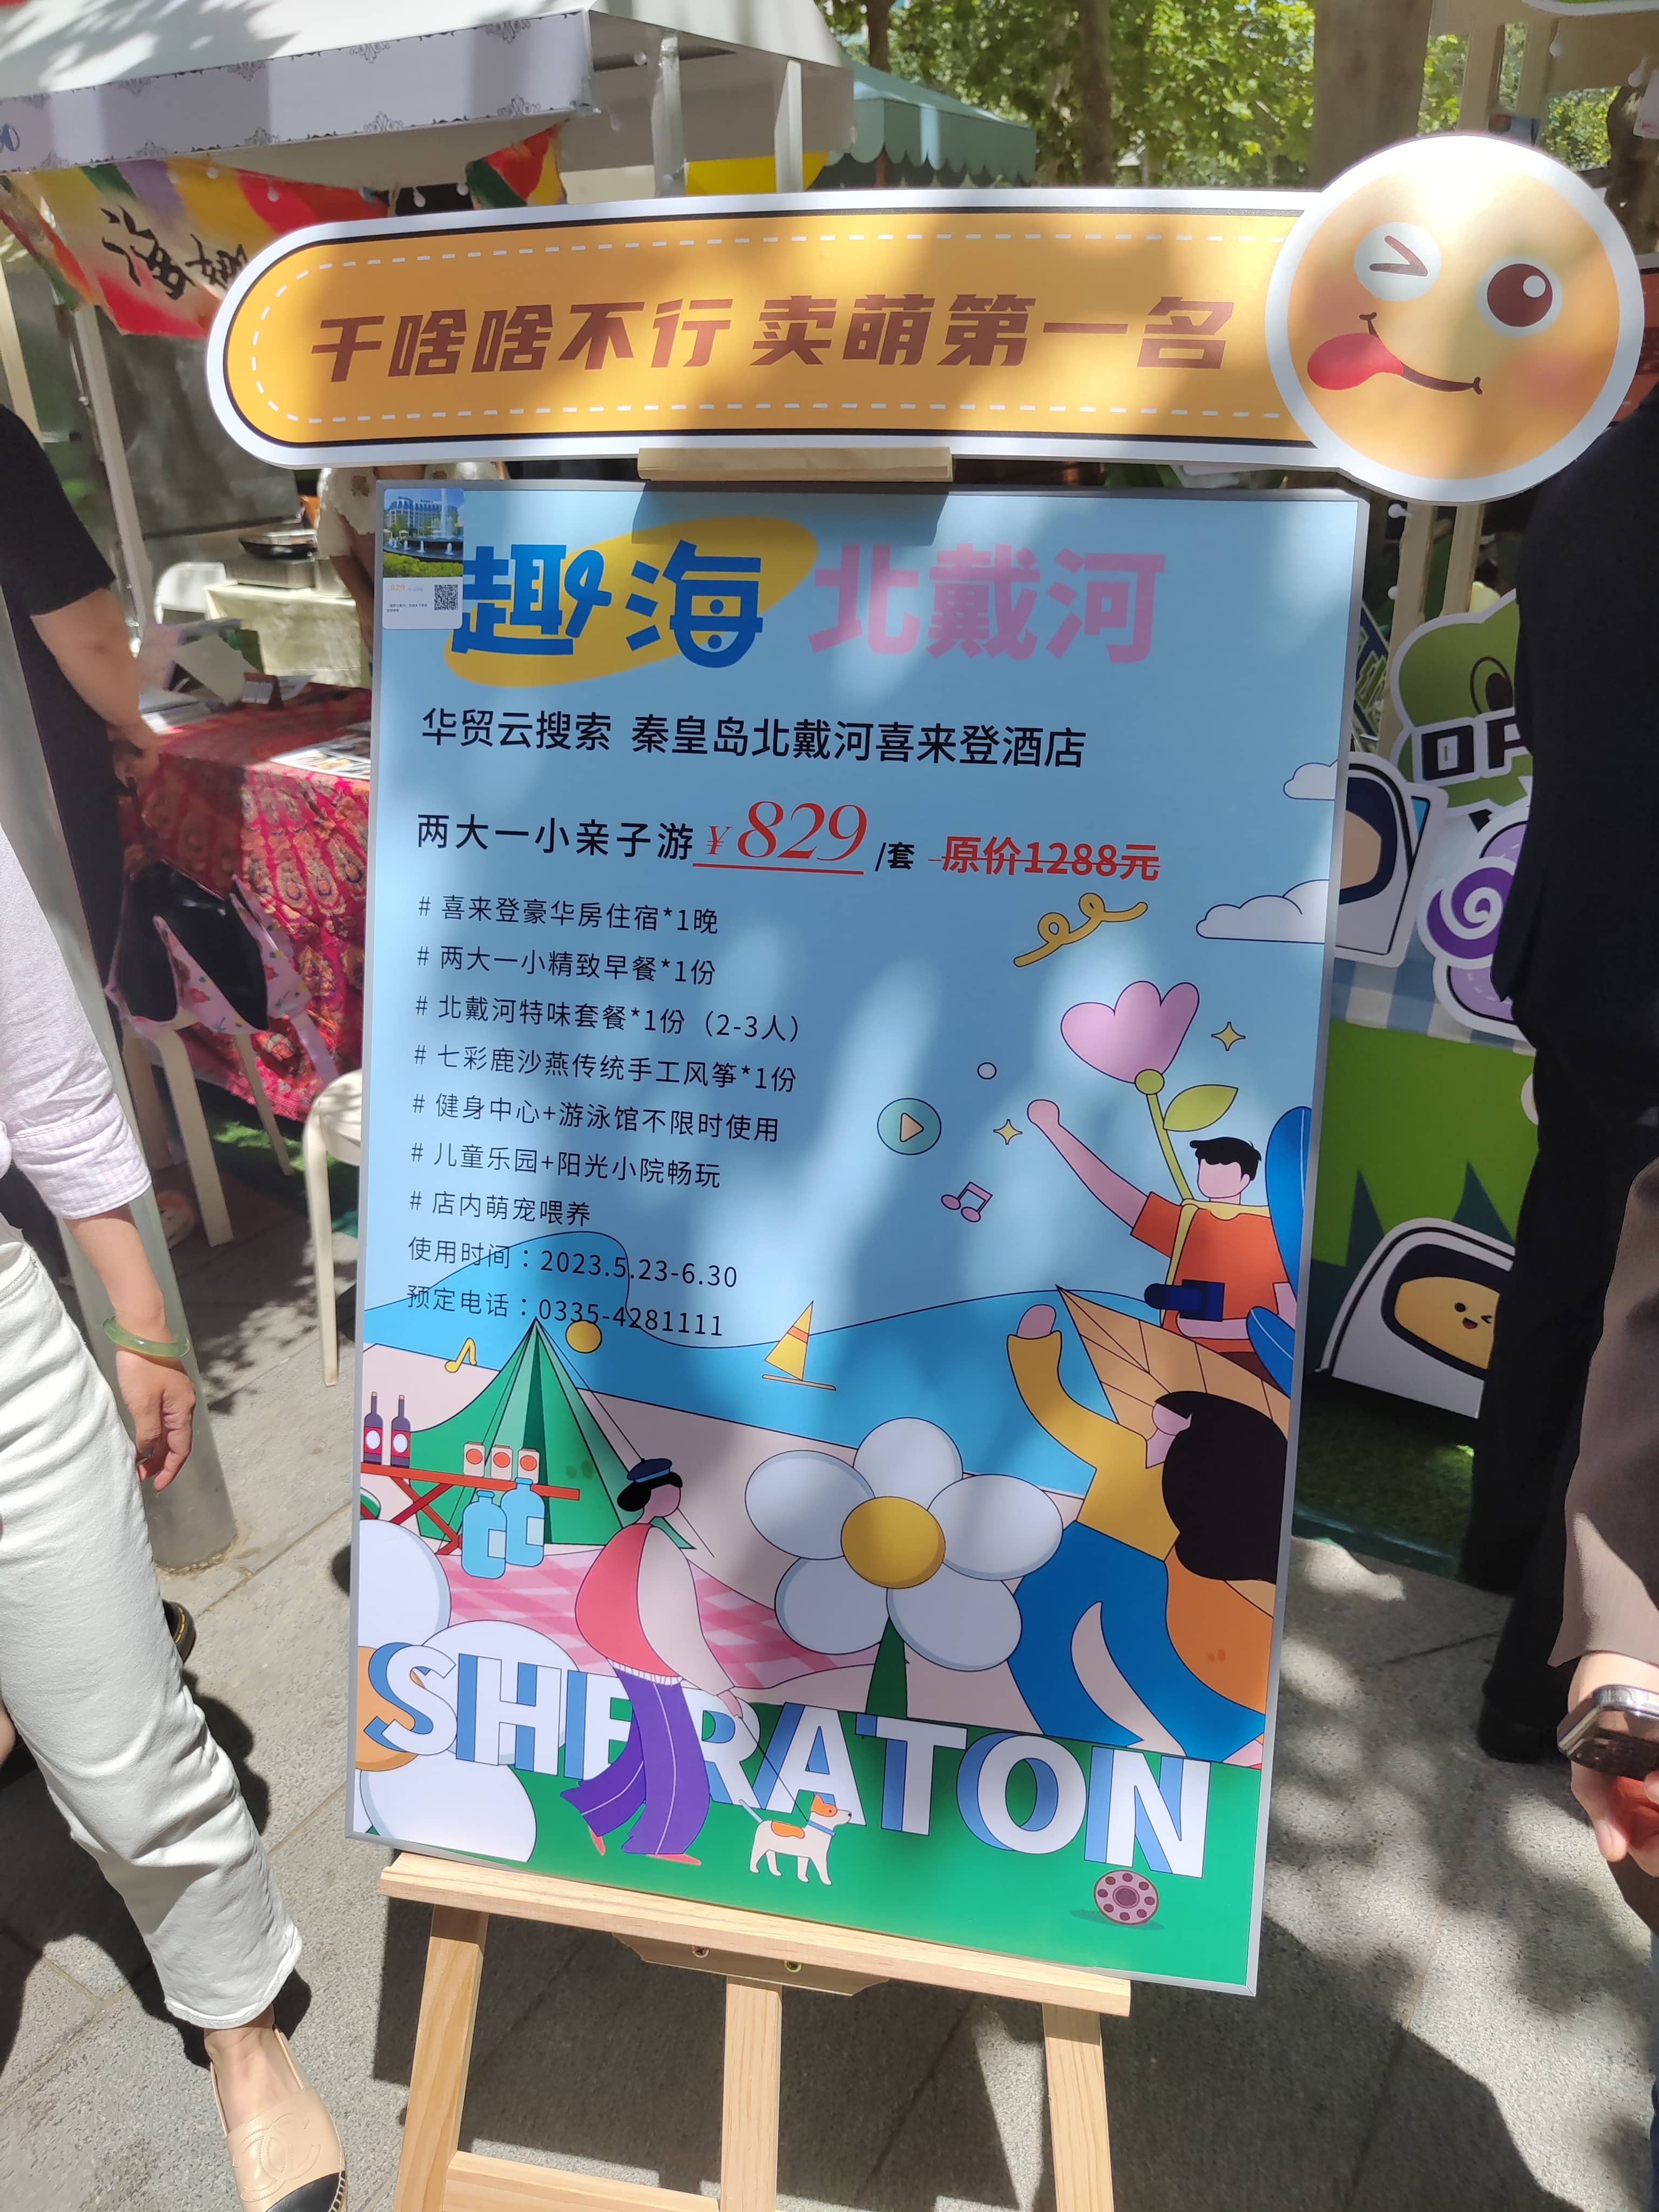 海娜
干啥啥不行 卖萌第一名
趣海 北戴河
华贸云搜索 秦皇岛北戴河喜来登酒店
两大一小亲子游¥829/套 原价1288元
# 喜来登豪华房住宿*1晚
# 两大一小精致早餐*1份
# 北戴河特味套餐*1份（2-3人）
# 七彩鹿沙燕传统手工风筝*1份
# 健身中心+游泳馆不限时使用
# 儿童乐园+阳光小院畅玩
# 店内萌宠喂养
使用时间：2023.5.23-6.30
预定电话：0335-4281111
SHERATON